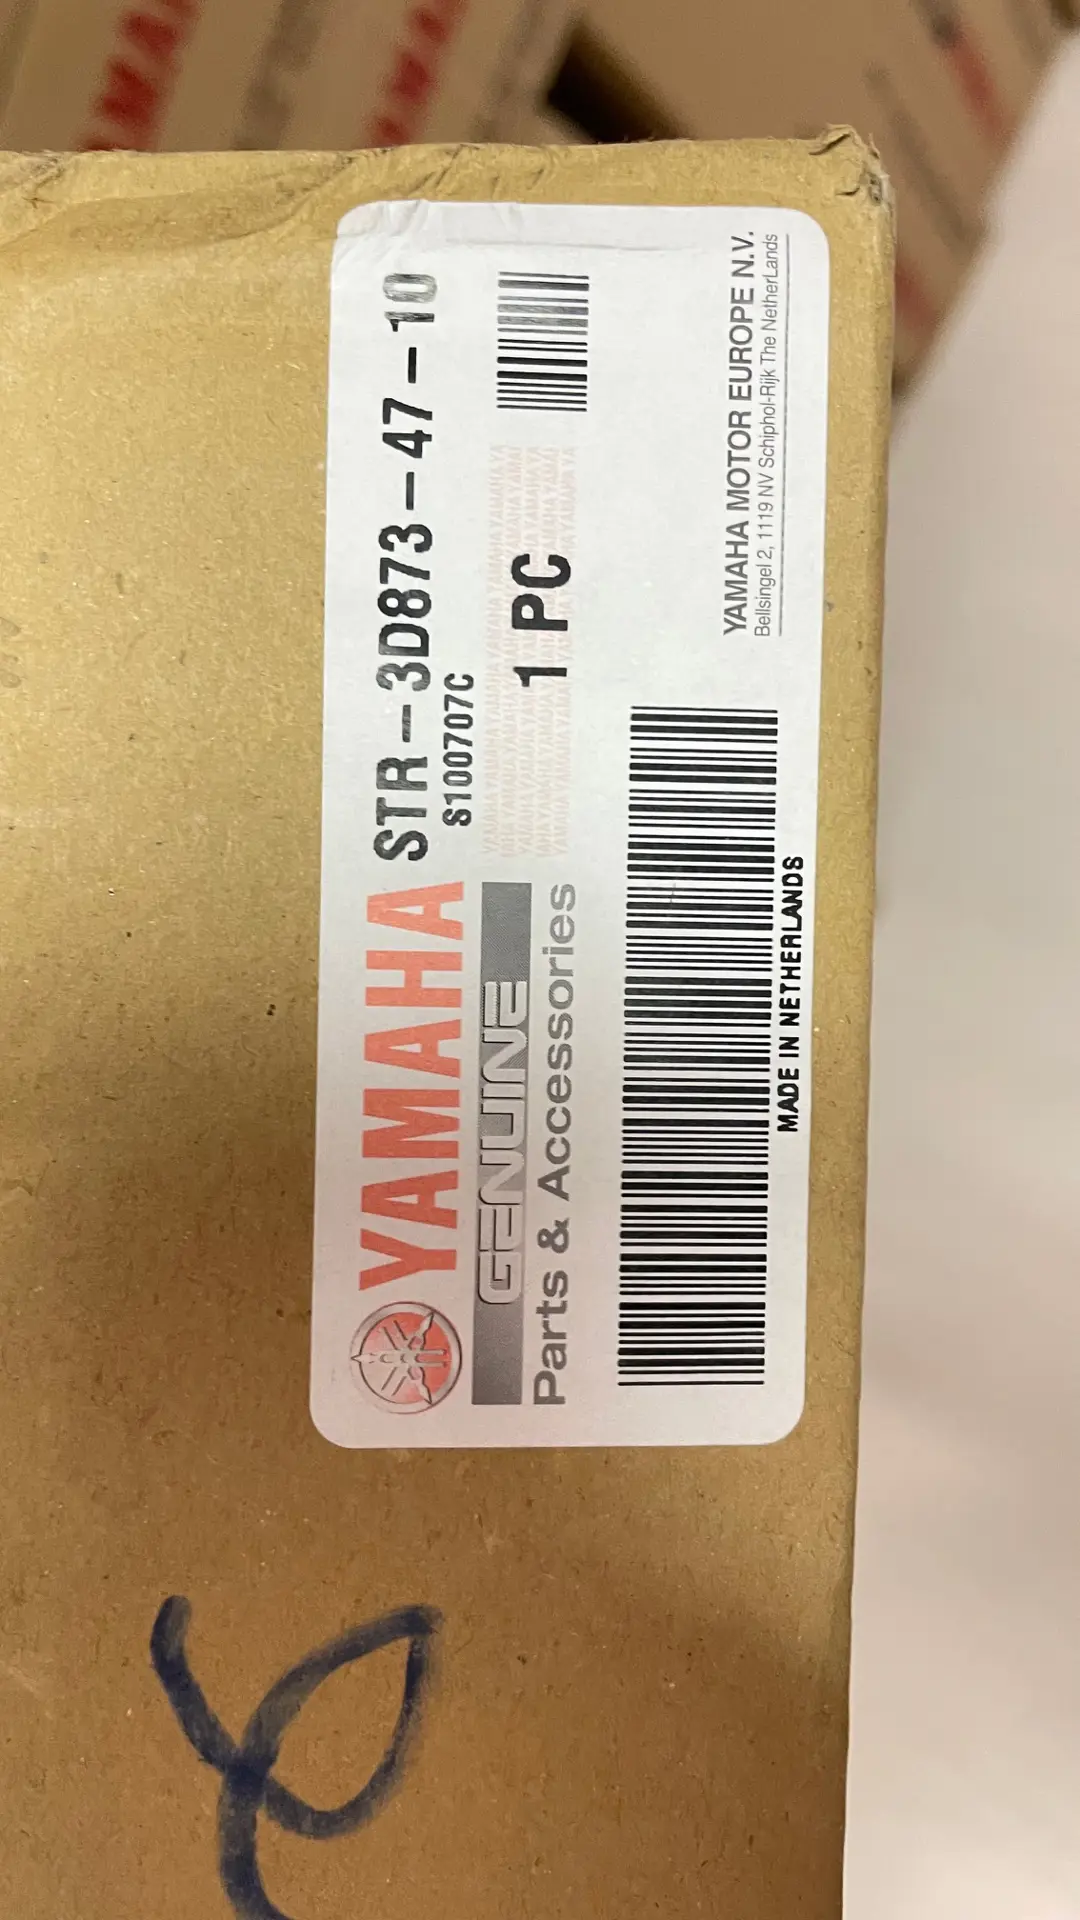 YAMAHA
STR-3D873-47-10
S100707C
GENUINE
Parts & Accessories
1 PC
MADE IN NETHERLANDS
YAMAHA MOTOR EUROPE N.V.
Bellsingel 2, 1119 NV Schiphol-Rijk The NetherLands